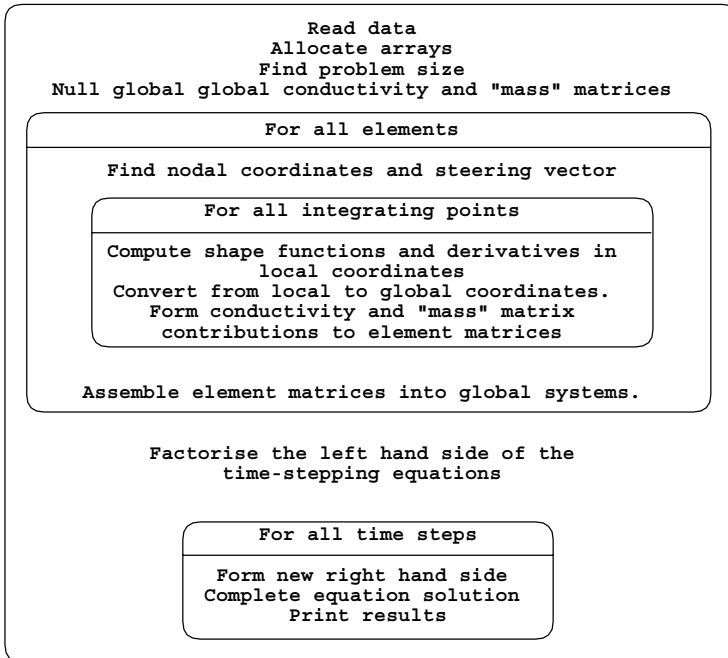 Read data
Allocate arrays
Find problem size
Null global global conductivity and "mass" matrices
For all elements
Find nodal coordinates and steering vector
For all integrating points
Compute shape functions and derivatives in
local coordinates
Convert from local to global coordinates.
Form conductivity and "mass" matrix
contributions to element matrices
Assemble element matrices into global systems.
Factorise the left hand side of the
time-stepping equations
For all time steps
Form new right hand side
Complete equation solution
Print results